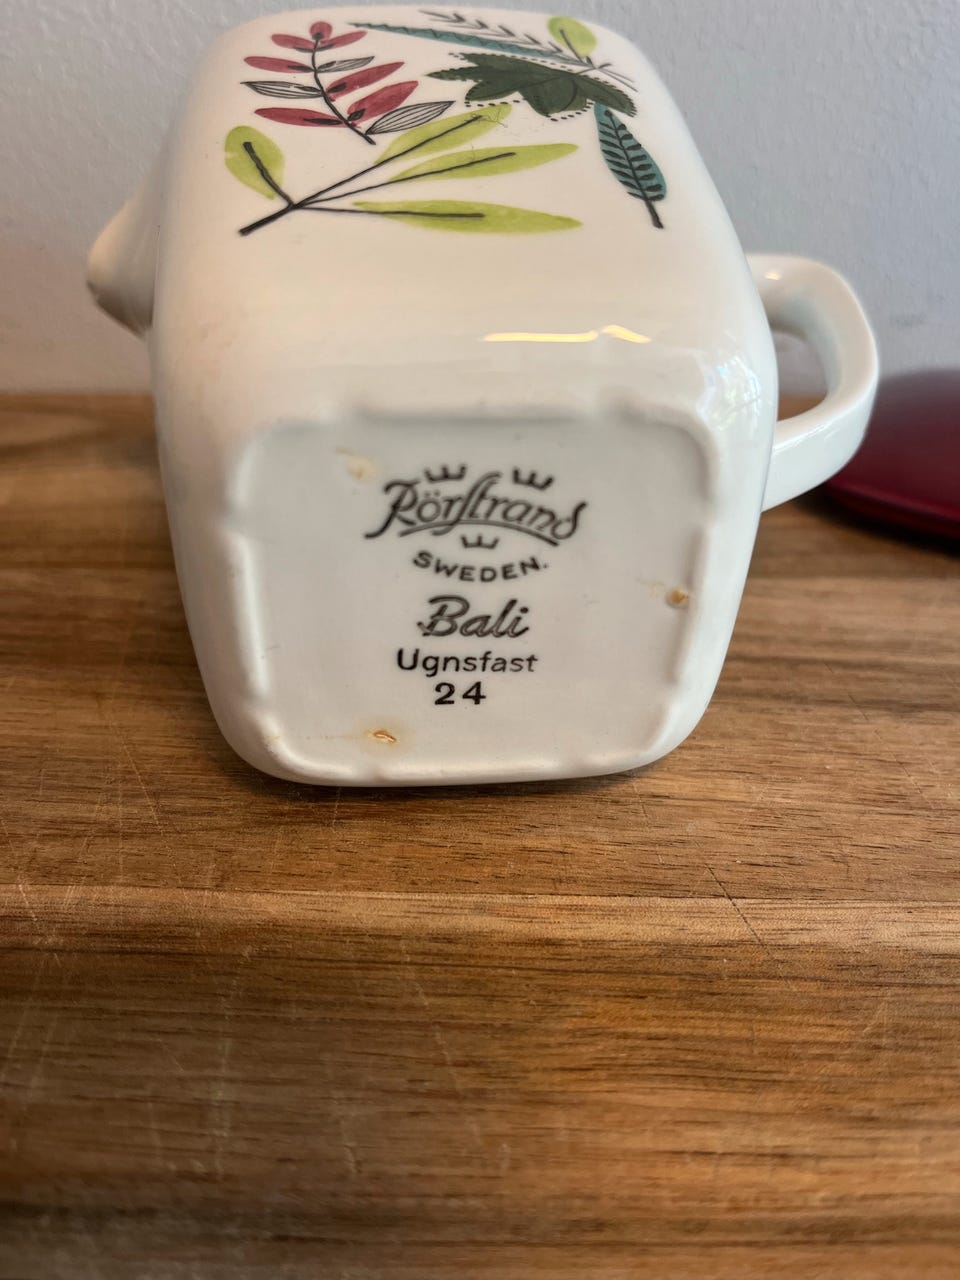 Rörstrand
SWEDEN.
Bali
Ugnsfast
24